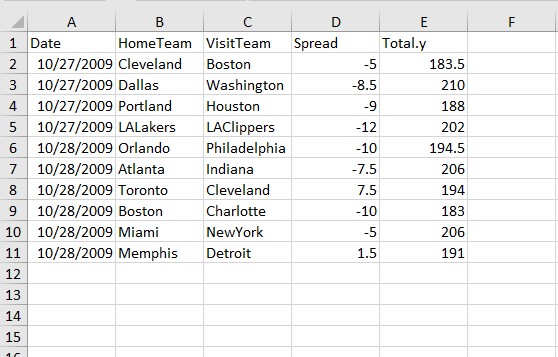 A B C D E F
1 Date HomeTeam VisitTeam Spread Total.y
2 10/27/2009 Cleveland Boston -5 183.5
3 10/27/2009 Dallas Washington -8.5 210
4 10/27/2009 Portland Houston -9 188
5 10/27/2009 LALakers LAClippers -12 202
6 10/28/2009 Orlando Philadelphia -10 194.5
7 10/28/2009 Atlanta Indiana -7.5 206
8 10/28/2009 Toronto Cleveland 7.5 194
9 10/28/2009 Boston Charlotte -10 183
10 10/28/2009 Miami NewYork -5 206
11 10/28/2009 Memphis Detroit 1.5 191
12
13
14
15